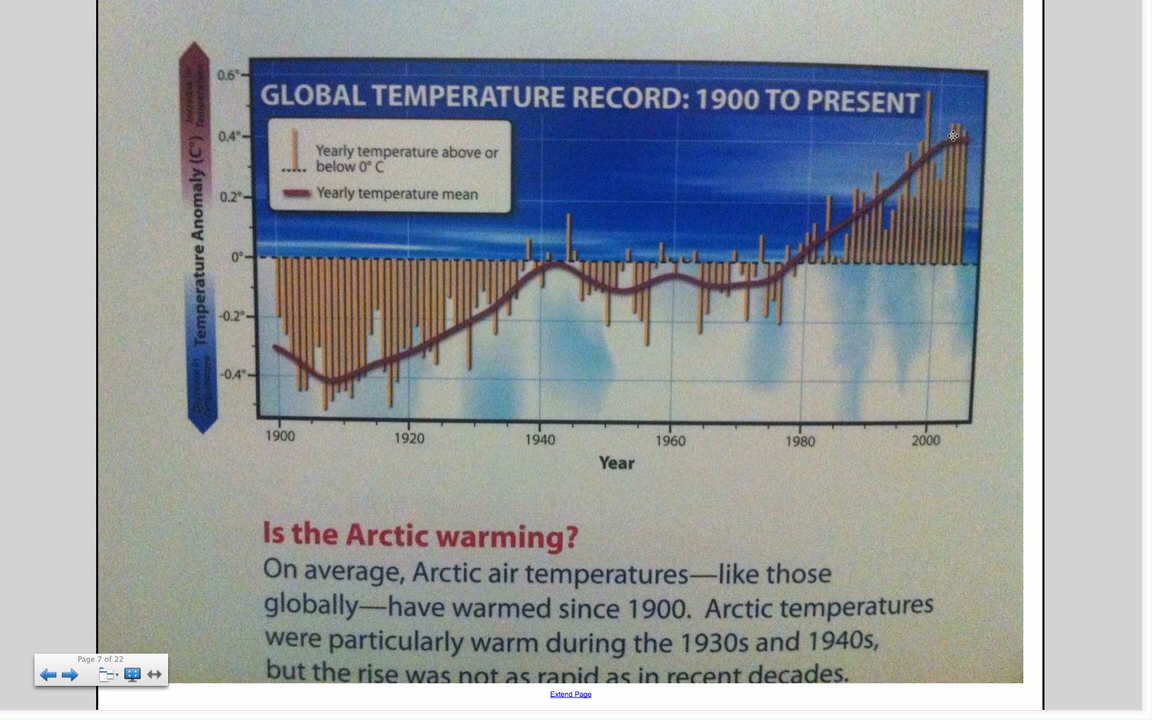 GLOBAL TEMPERATURE RECORD: 1900 TO PRESENT
Increase in
Temperature
Temperature Anomaly (C°)
0.6°
0.4°
0.2°
0°
-0.2°
-0.4°
Yearly temperature above or
below 0° C
Yearly temperature mean
1900 1920 1940 1960 1980 2000
Year
Is the Arctic warming?
On average, Arctic air temperatures—like those
globally—have warmed since 1900. Arctic temperatures
were particularly warm during the 1930s and 1940s,
but the rise was not as rapid as in recent decades.
Page 7 of 22
Extend Page